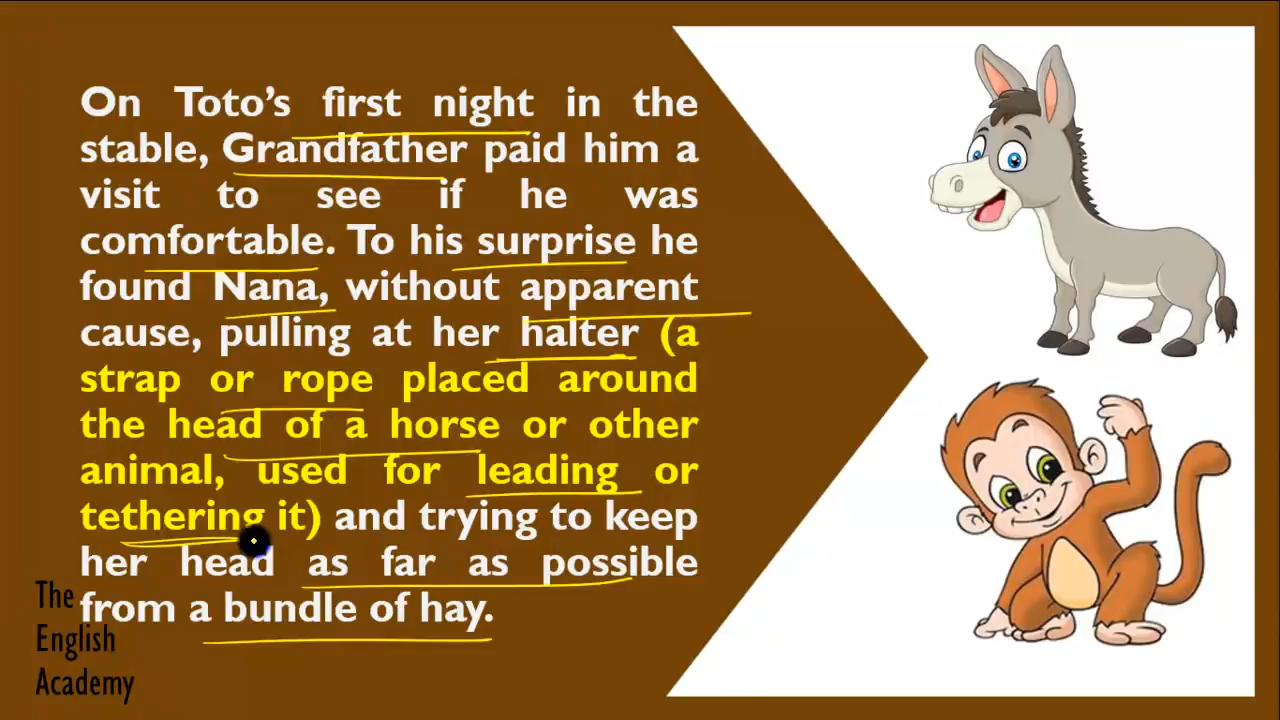 On Toto’s first night in the
stable, Grandfather paid him a
visit to see if he was
comfortable. To his surprise he
found Nana, without apparent
cause, pulling at her halter (a
strap or rope placed around
the head of a horse or other
animal, used for leading or
tethering it) and trying to keep
her head as far as possible
from a bundle of hay.
The
English
Academy